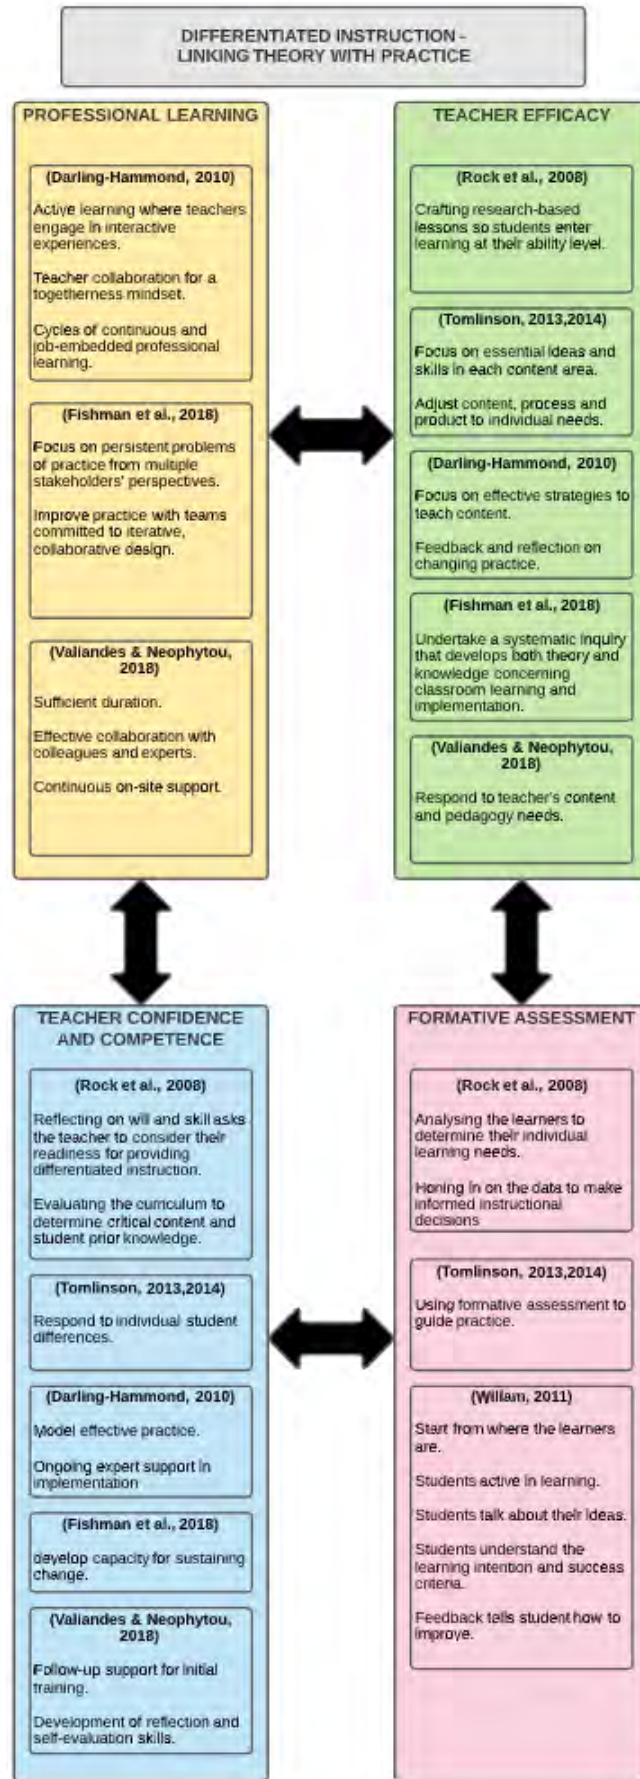 DIFFERENTIATED INSTRUCTION -
LINKING THEORY WITH PRACTICE
PROFESSIONAL LEARNING
(Darling-Hammond, 2010)
Active learning where teachers
engage in interactive
experiences.
Teacher collaboration for a
togetherness mindset.
Cycles of continuous and
job-embedded professional
learning.
(Fishman et al., 2018)
Focus on persistent problems
of practice from multiple
stakeholders' perspectives.
Improve practice with teams
committed to iterative,
collaborative design.
(Valiandes & Neophytou,
2018)
Sufficient duration.
Effective collaboration with
colleagues and experts.
Continuous on-site support.
TEACHER EFFICACY
(Rock et al., 2008)
Crafting research-based
lessons so students enter
learning at their ability level.
(Tomlinson, 2013,2014)
Focus on essential ideas and
skills in each content area.
Adjust content, process and
product to individual needs.
(Darling-Hammond, 2010)
Focus on effective strategies to
teach content.
Feedback and reflection on
changing practice.
(Fishman et al., 2018)
Undertake a systematic inquiry
that develops both theory and
knowledge concerning
classroom learning and
implementation.
(Valiandes & Neophytou,
2018)
Respond to teacher's content
and pedagogy needs.
TEACHER CONFIDENCE
AND COMPETENCE
(Rock et al., 2008)
Reflecting on will and skill asks
the teacher to consider their
readiness for providing
differentiated instruction.
Evaluating the curriculum to
determine critical content and
student prior knowledge.
(Tomlinson, 2013,2014)
Respond to individual student
differences.
(Darling-Hammond, 2010)
Model effective practice.
Ongoing expert support in
implementation
(Fishman et al., 2018)
develop capacity for sustaining
change.
(Valiandes & Neophytou,
2018)
Follow-up support for initial
training.
Development of reflection and
self-evaluation skills.
FORMATIVE ASSESSMENT
(Rock et al., 2008)
Analysing the learners to
determine their individual
learning needs.
Honing in on the data to make
informed instructional
decisions
(Tomlinson, 2013,2014)
Using formative assessment to
guide practice.
(Wiliam, 2011)
Start from where the learners
are.
Students active in learning.
Students talk about their ideas.
Students understand the
learning intention and success
criteria.
Feedback tells student how to
improve.